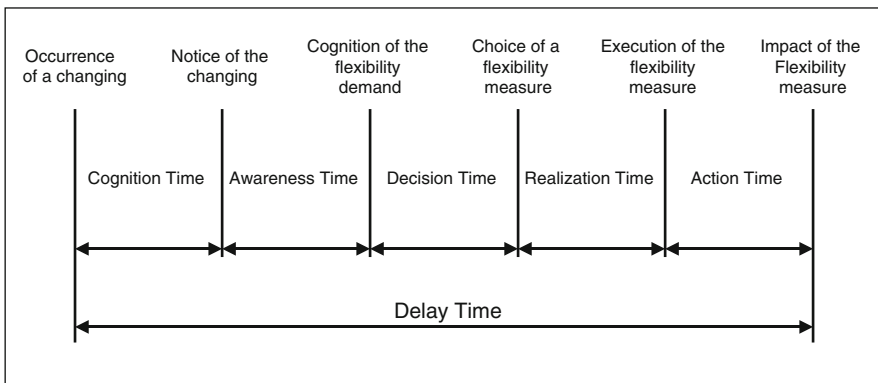 Occurrence
of a changing
Notice of the
changing
Cognition of the
flexibility
demand
Choice of a
flexibility
measure
Execution of the
flexibility
measure
Impact of the
Flexibility
measure
Cognition Time
Awareness Time
Decision Time
Realization Time
Action Time
Delay Time